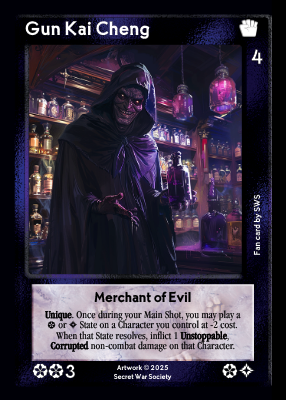 Gun Kai Cheng
4
Fan card by SWS
Merchant of Evil
Unique. Once during your Main Shot, you may play a
or State on a Character you control at -2 cost.
When that State resolves, inflict 1 Unstoppable,
Corrupted non-combat damage on that Character.
3
Artwork © 2025
Secret War Society